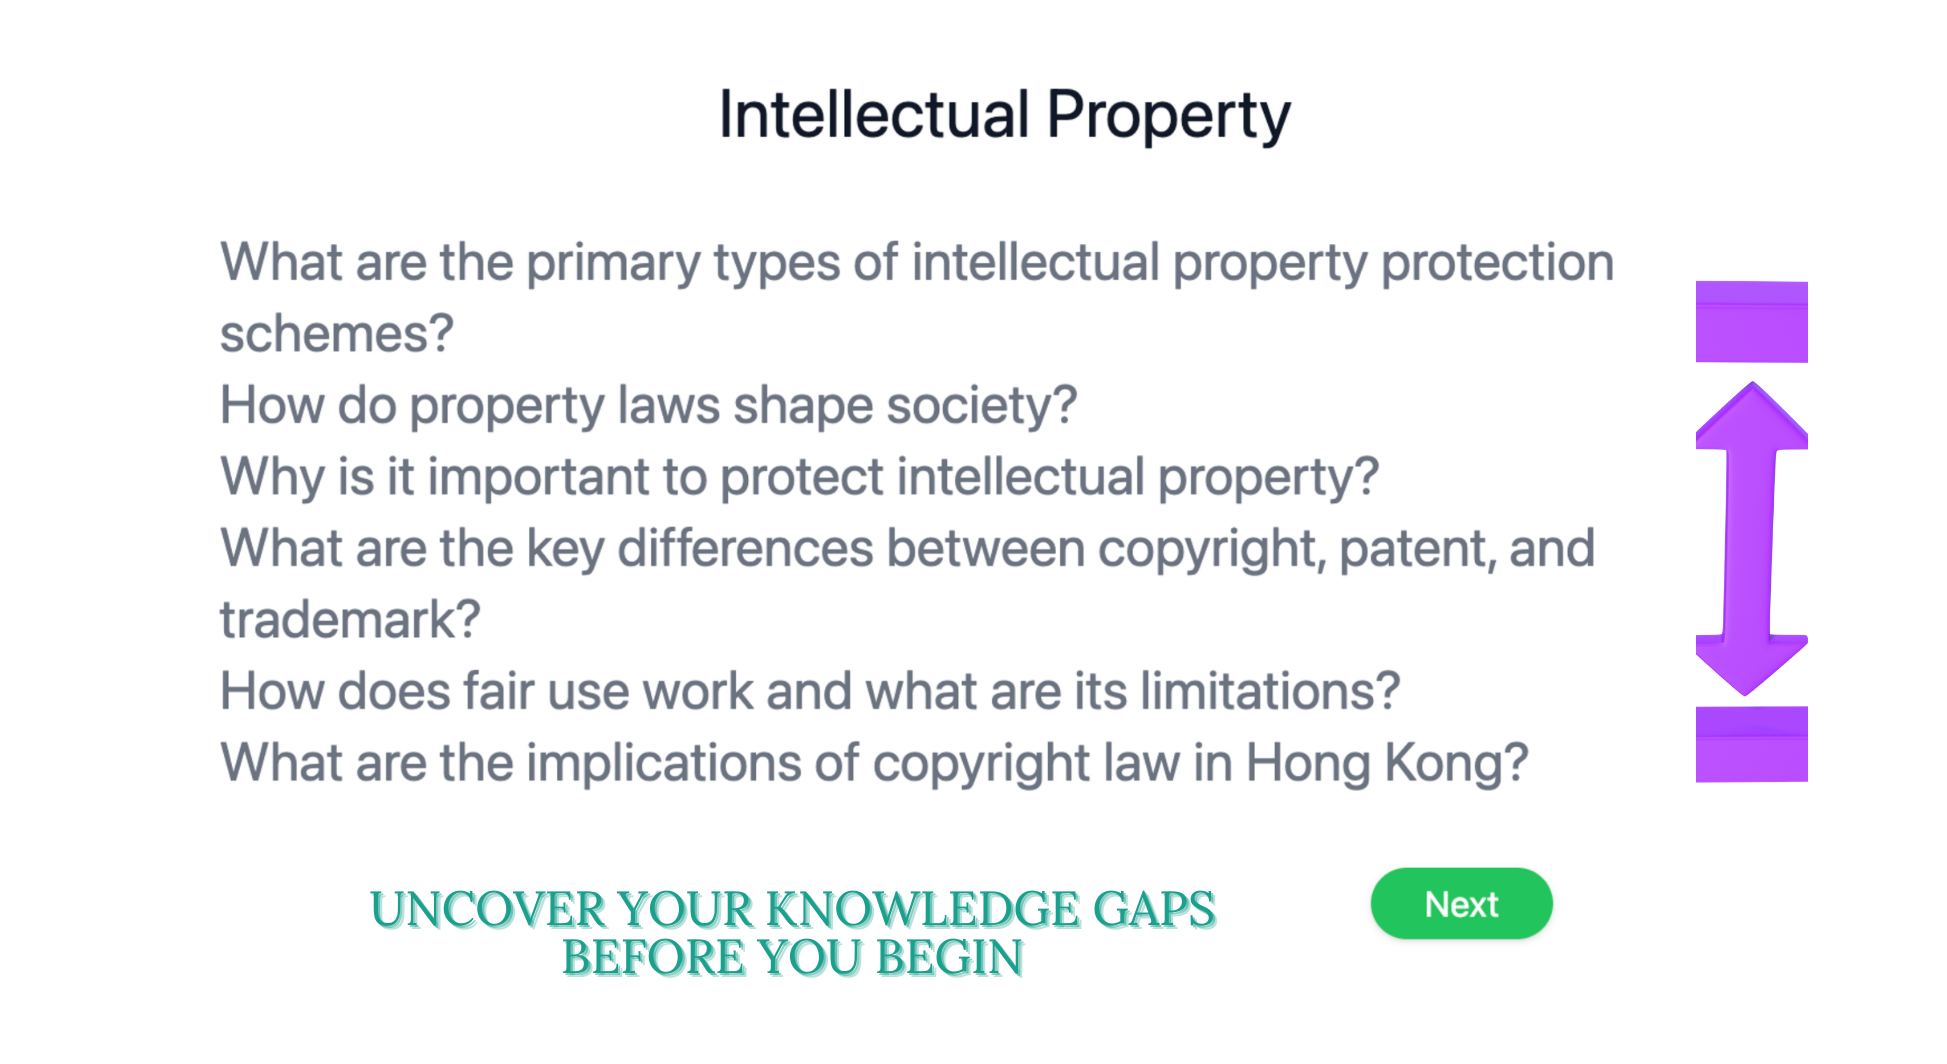 Intellectual Property
What are the primary types of intellectual property protection
schemes?
How do property laws shape society?
Why is it important to protect intellectual property?
What are the key differences between copyright, patent, and
trademark?
How does fair use work and what are its limitations?
What are the implications of copyright law in Hong Kong?
UNCOVER YOUR KNOWLEDGE GAPS
BEFORE YOU BEGIN
Next